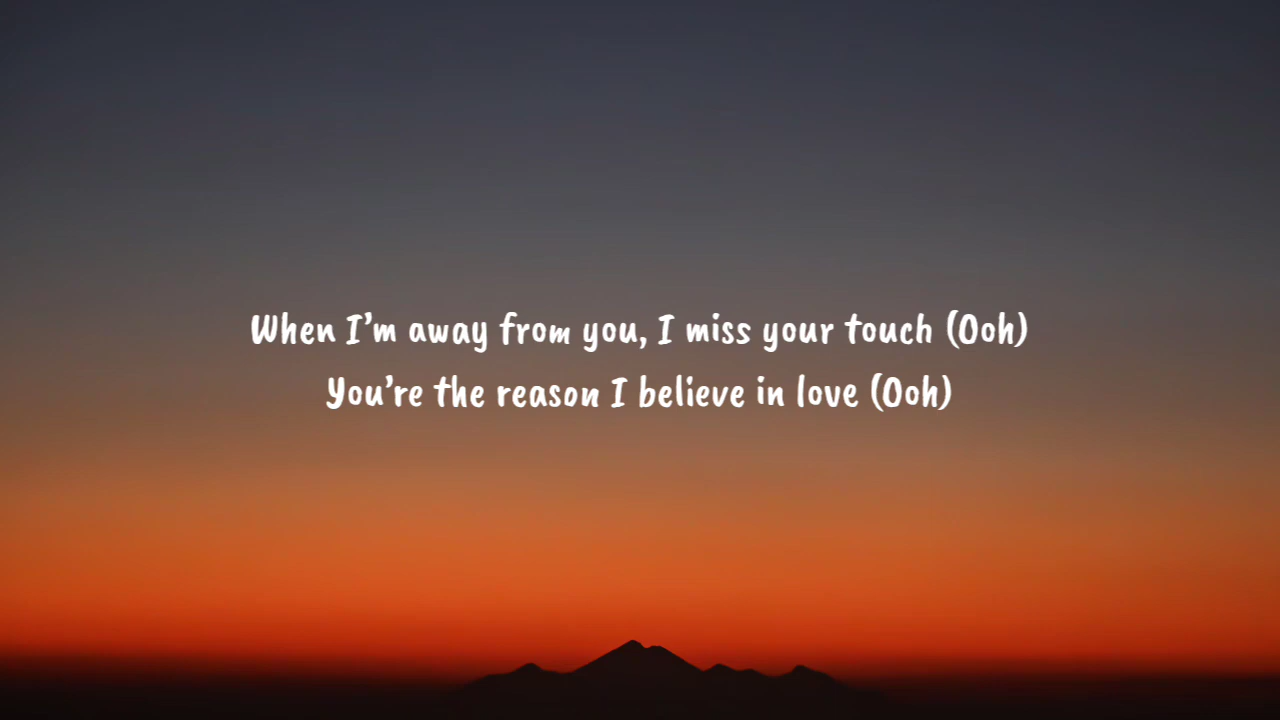 When I'm away from you, I miss your touch (Ooh)
You're the reason I believe in love (Ooh)